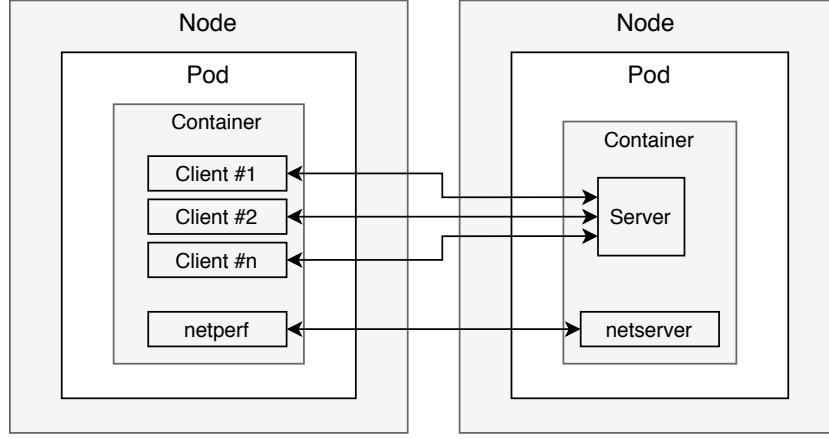 Node
Pod
Container
Client #1
Client #2
Client #n
netperf
Node
Pod
Container
Server
netserver